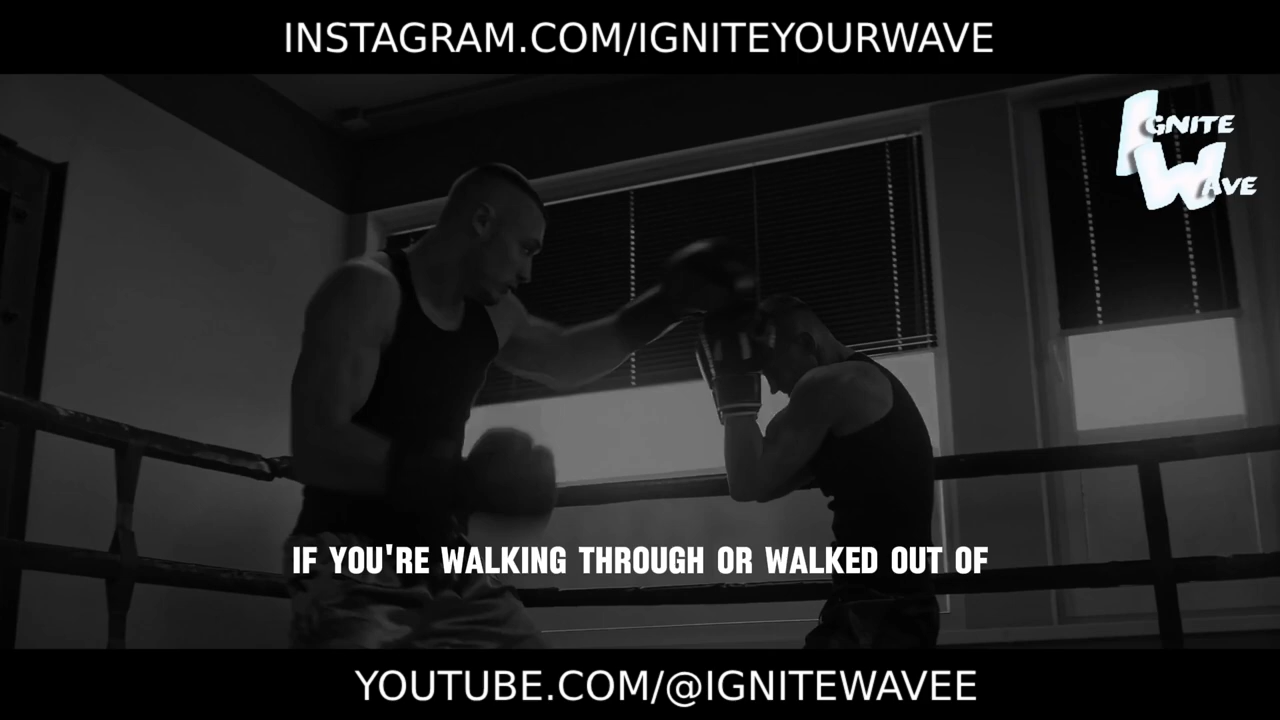 INSTAGRAM.COM/IGNITEYOURWAVE
IGNITE
WAVE
IF YOU'RE WALKING THROUGH OR WALKED OUT OF
YOUTUBE.COM/@IGNITEWAVEE